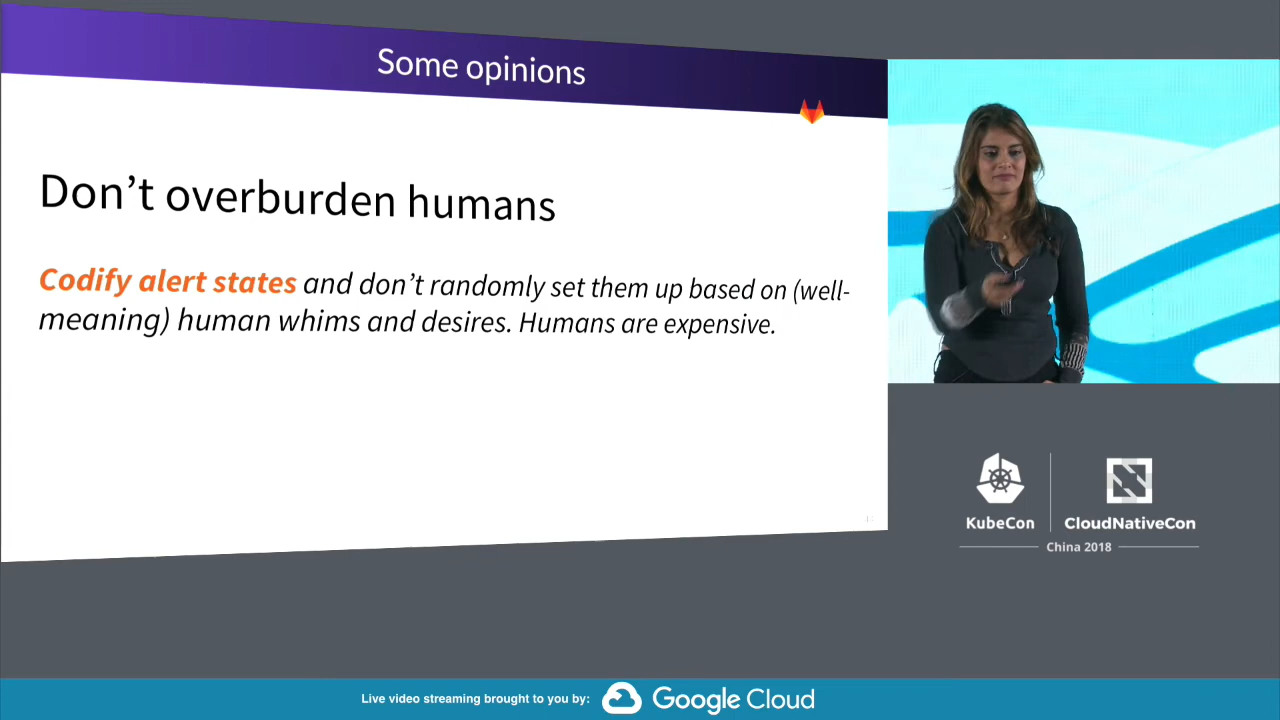 Some opinions
Don’t overburden humans
Codify alert states and don’t randomly set them up based on (well-
meaning) human whims and desires. Humans are expensive.
KubeCon
CloudNativeCon
China 2018
Live video streaming brought to you by:
Google Cloud